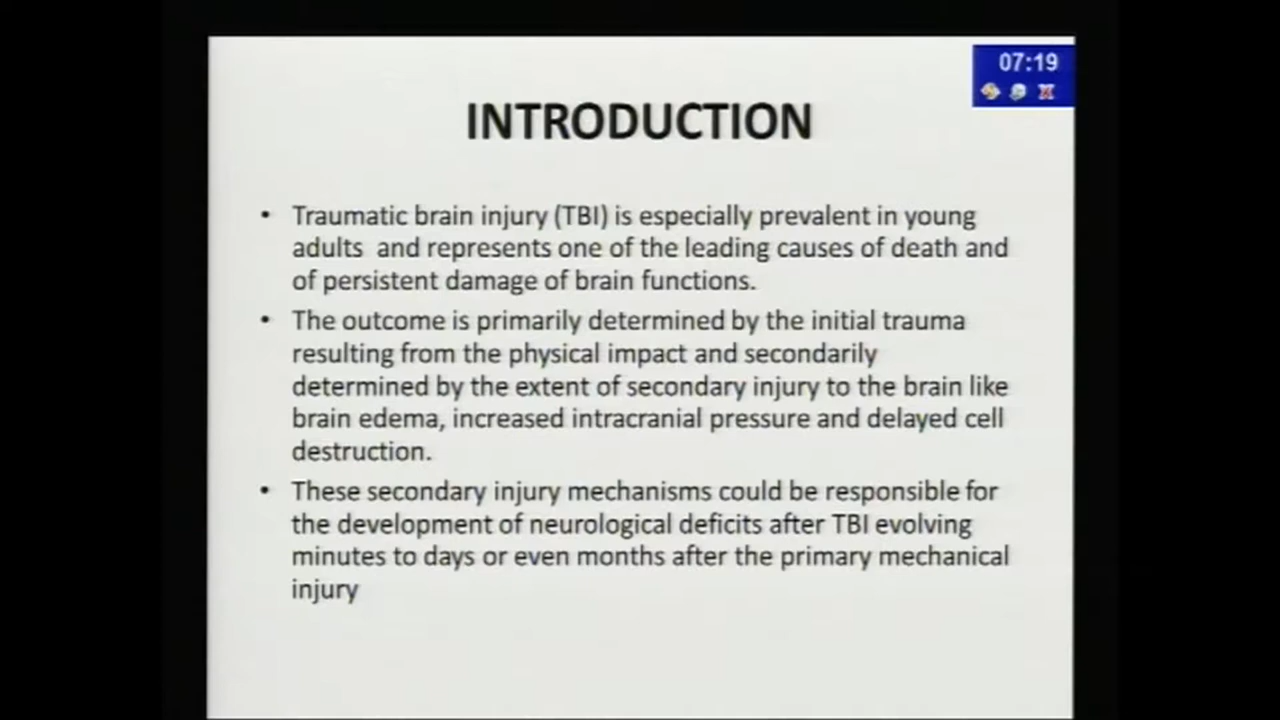 07:19
INTRODUCTION
• Traumatic brain injury (TBI) is especially prevalent in young
adults and represents one of the leading causes of death and
of persistent damage of brain functions.
• The outcome is primarily determined by the initial trauma
resulting from the physical impact and secondarily
determined by the extent of secondary injury to the brain like
brain edema, increased intracranial pressure and delayed cell
destruction.
• These secondary injury mechanisms could be responsible for
the development of neurological deficits after TBI evolving
minutes to days or even months after the primary mechanical
injury